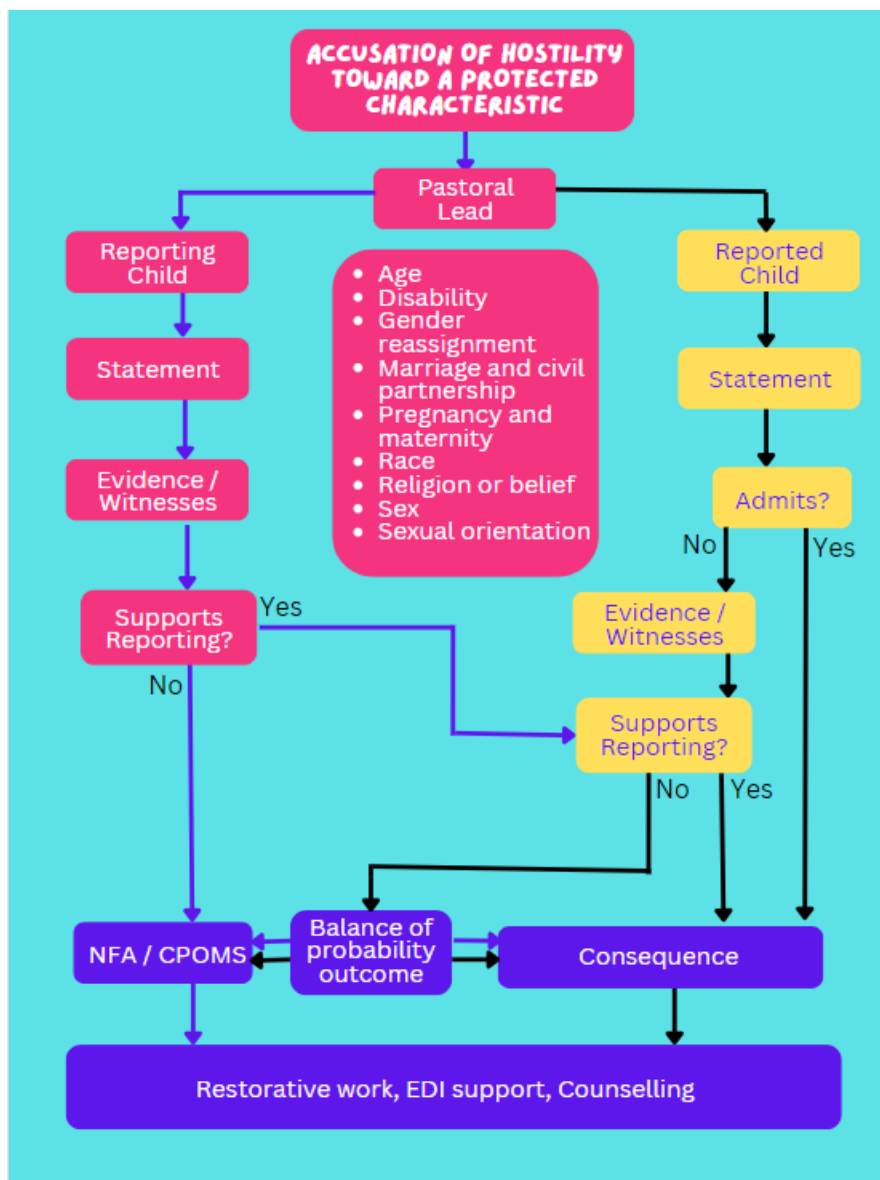 ACCUSATION OF HOSTILITY
TOWARD A PROTECTED
CHARACTERISTIC
Pastoral
Lead
Reporting
Child
Reported
Child
• Age
• Disability
• Gender
reassignment
• Marriage and civil
partnership
• Pregnancy and
maternity
• Race
• Religion or belief
• Sex
• Sexual orientation
Statement
Statement
Evidence /
Witnesses
Admits?
No
Yes
Supports
Reporting?
Yes
No
Evidence /
Witnesses
Supports
Reporting?
No
Yes
NFA / CPOMS
Balance of
probability
outcome
Consequence
Restorative work, EDI support, Counselling